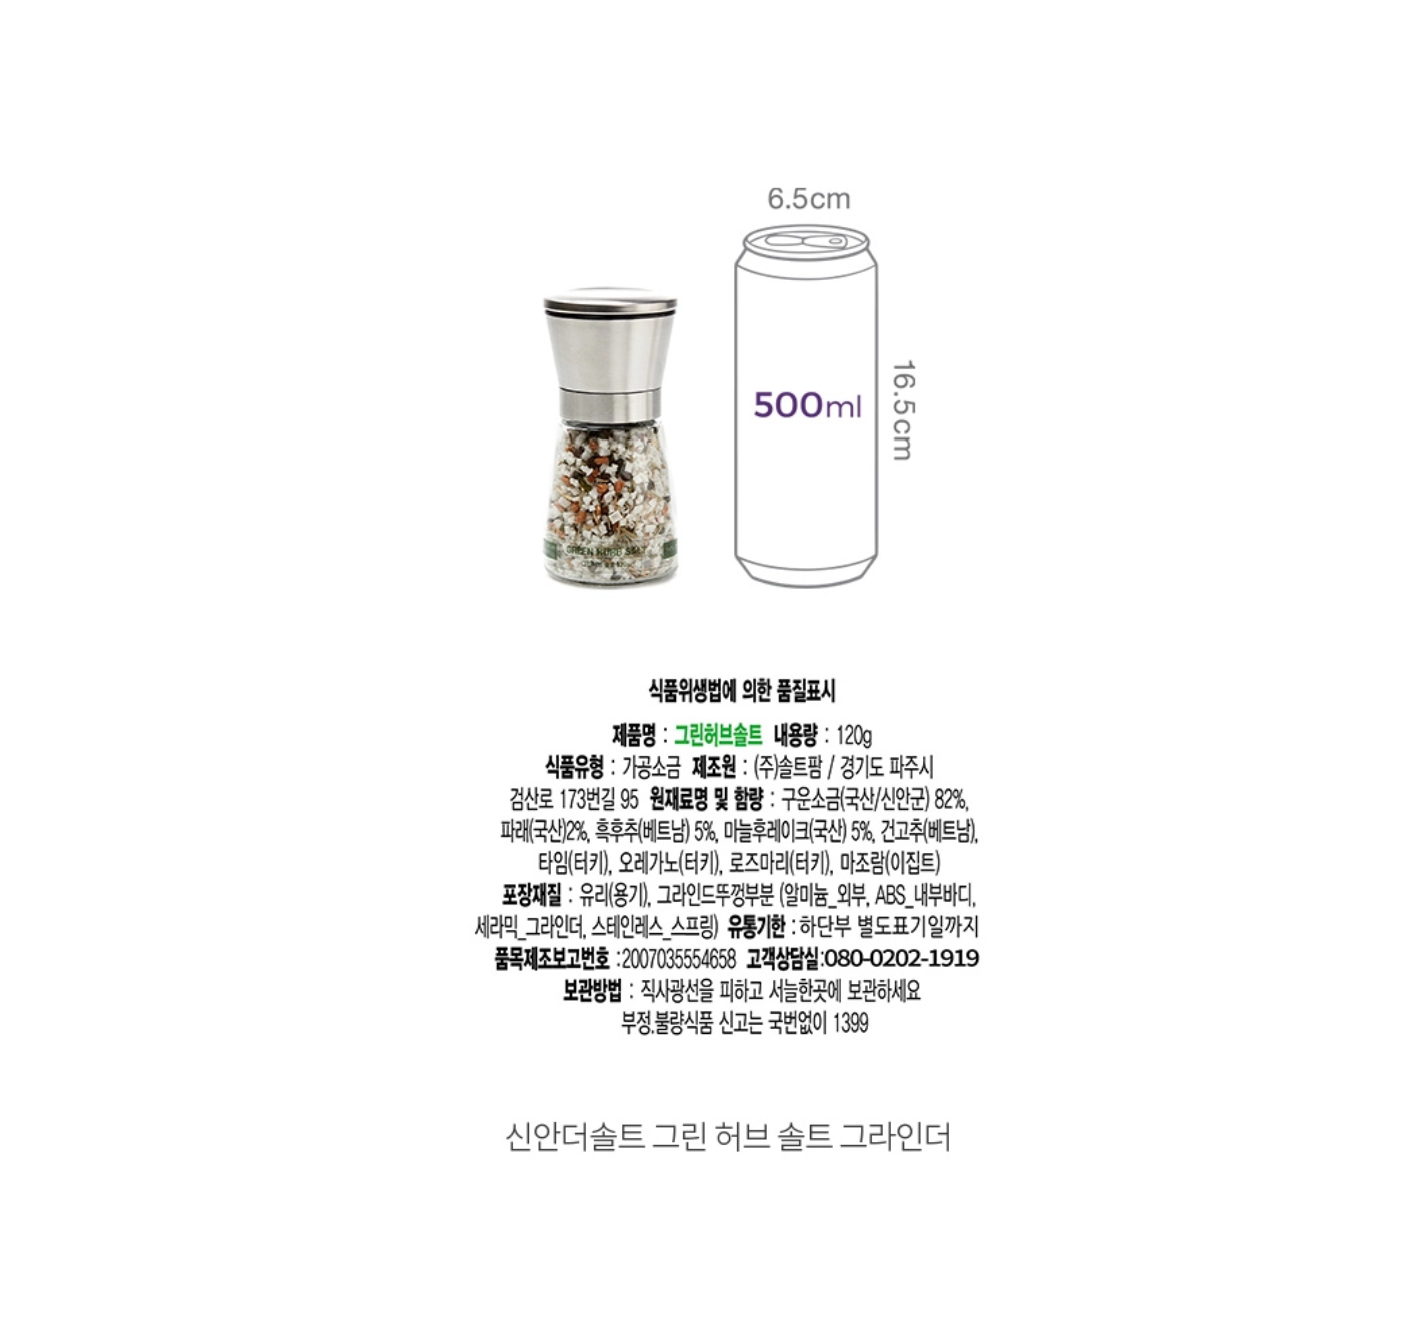 6.5cm
500ml
16.5cm
GREEN HERB SALT
식품위생법에 의한 품질표시
제품명 : 그린허브솔트 내용량 : 120g
식품유형 : 가공소금 제조원 : (주)솔트팜 / 경기도 파주시
검산로 173번길 95 원재료명 및 함량 : 구운소금(국산/신안군) 82%,
파래(국산)2%, 흑후추(베트남) 5%, 마늘후레이크(국산) 5%, 건고추(베트남),
타임(터키), 오레가노(터키), 로즈마리(터키), 마조람(이집트)
포장재질 : 유리(용기), 그라인드뚜껑부분 (알미늄_외부, ABS_내부바디,
세라믹_그라인더, 스테인레스_스프링) 유통기한 : 하단부 별도표기일까지
품목제조보고번호 :2007035554658 고객상담실:080-0202-1919
보관방법 : 직사광선을 피하고 서늘한곳에 보관하세요
부정.불량식품 신고는 국번없이 1399
신안더솔트 그린 허브 솔트 그라인더